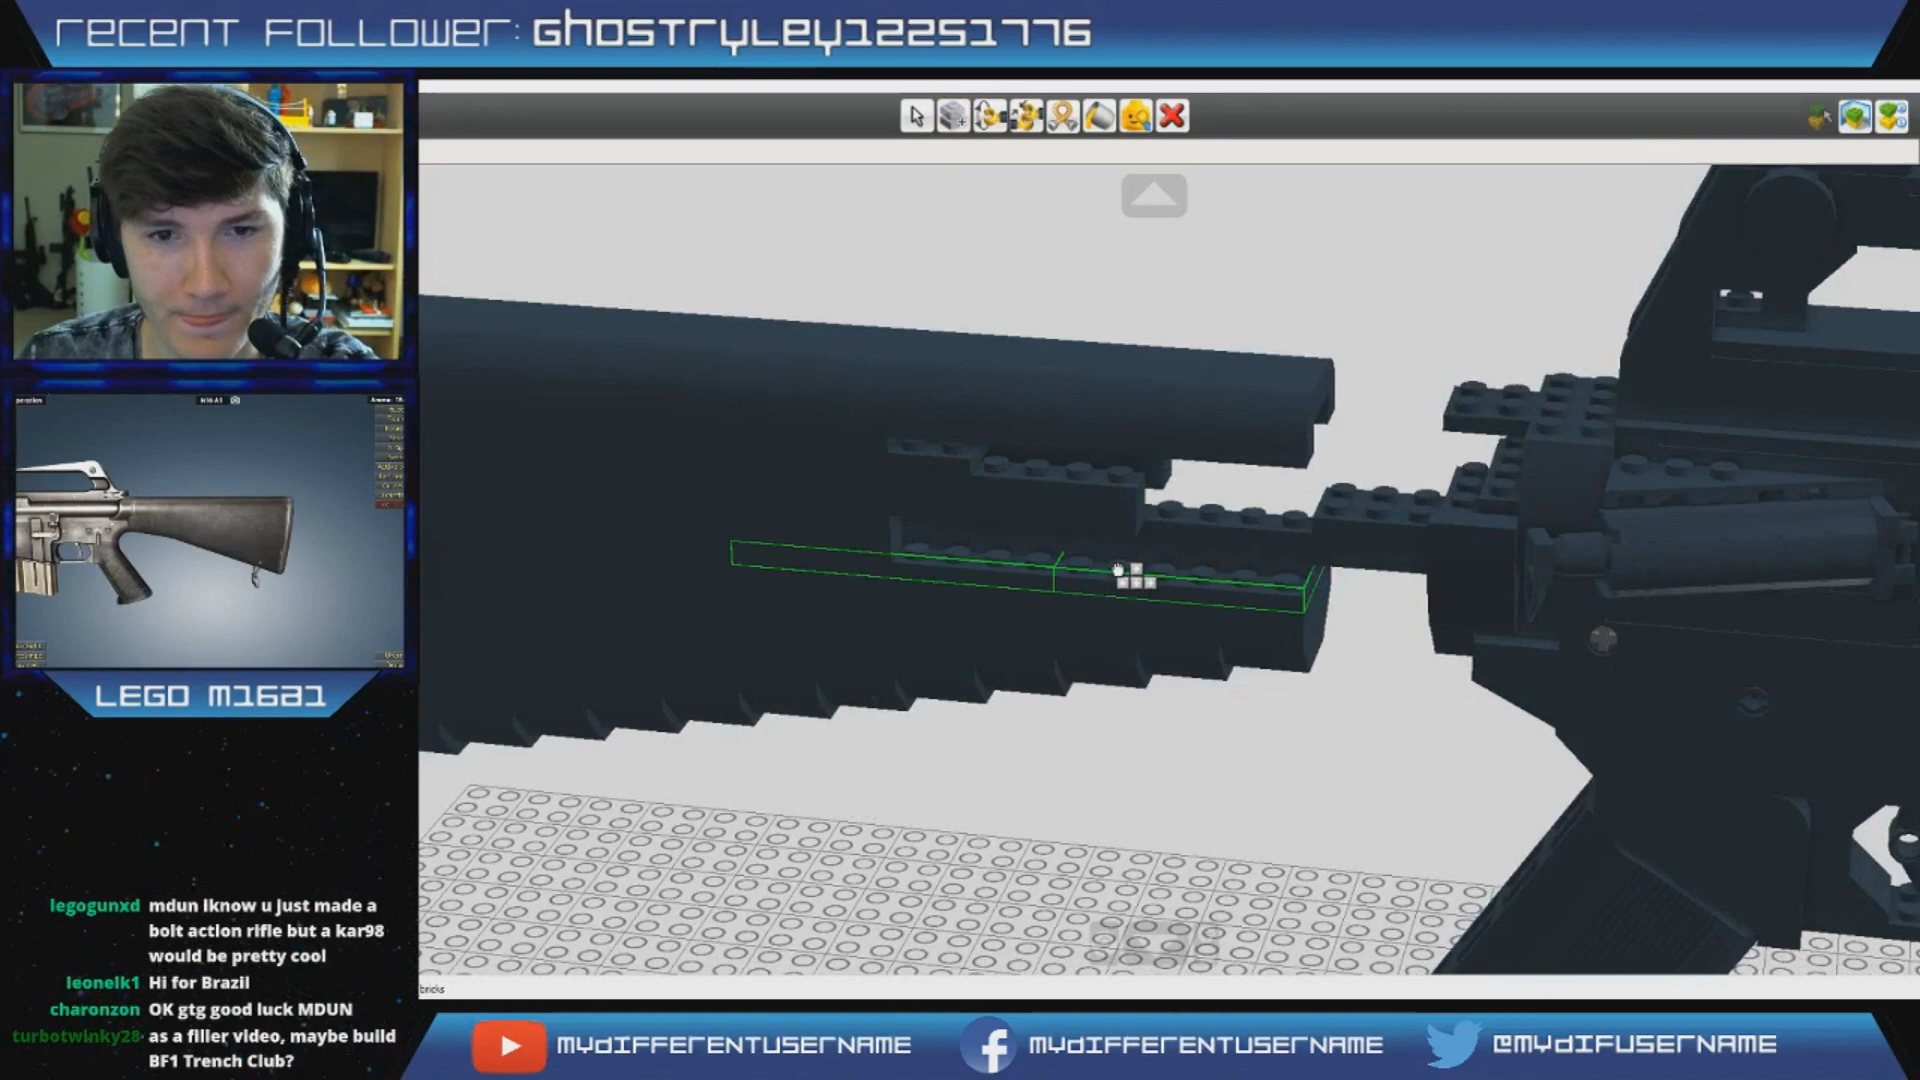 RECENT FOLLOWER: GHOSTRYLEY12251776
M16A1
LEGO M16A1
legogunxd mdun Iknow u just made a
bolt action rifle but a kar98
would be pretty cool
leonelk1 Hi for Brazil
charonzon OK gtg good luck MDUN
turbotwinky28 as a filler video, maybe build
BF1 Trench Club?
bricks
MYDIFFERENTUSERNAME
MYDIFFERENTUSERNAME
@MYDIFUSERNAME